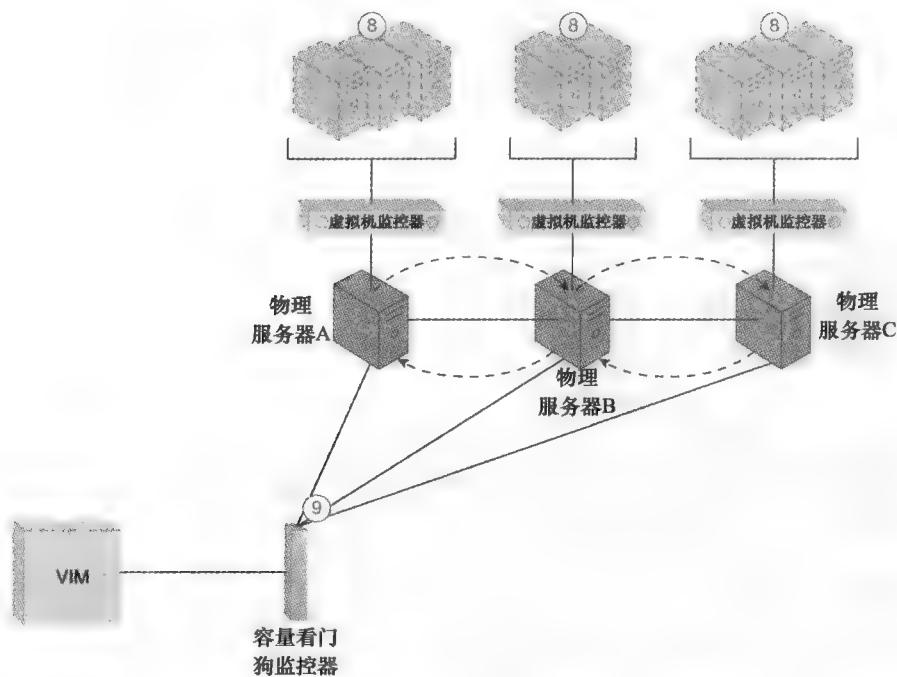 8
8
8
虚拟机监控器
虚拟机监控器
虚拟机监控器
物理
服务器A
物理
服务器B
物理
服务器C
9
VIM
容量看门
狗监控器